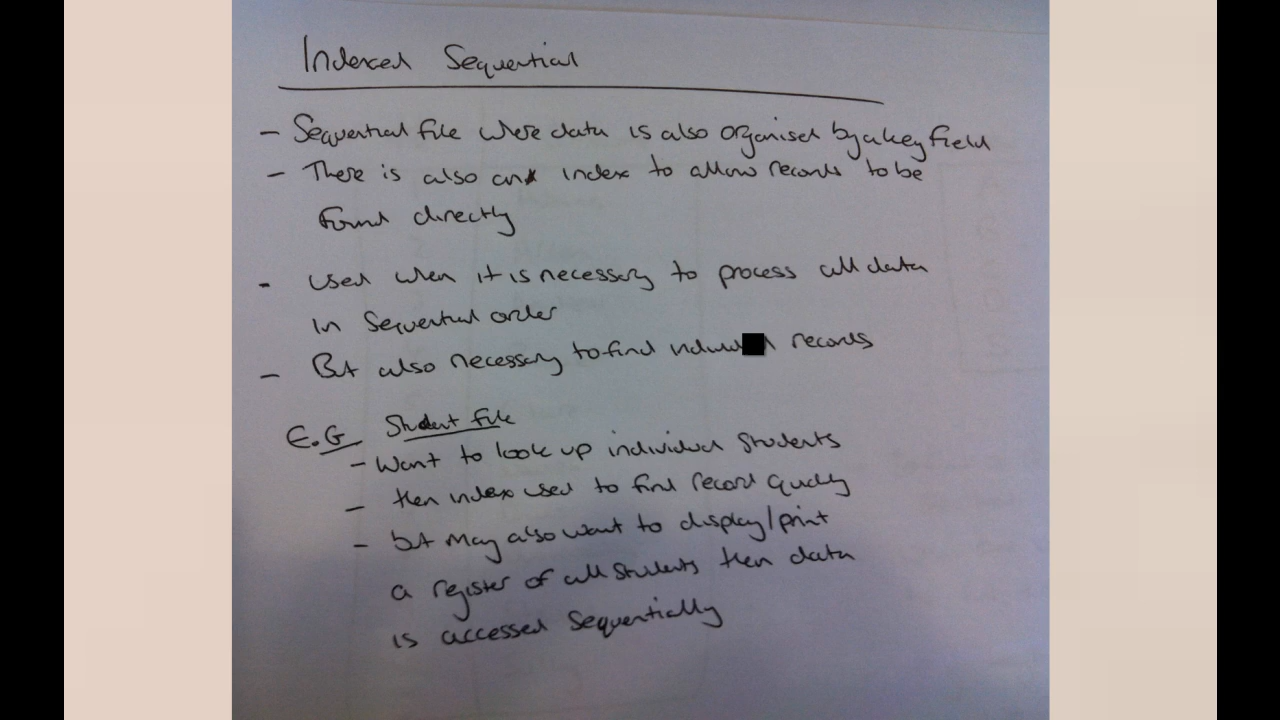 Indexed Sequential
- Sequential file where data is also organised by a key field
- There is also an index to allow records to be
found directly
- Used when it is necessary to process all data
in sequential order
- But also necessary to find records
E.G Student File
- Want to look up individual students
- then index used to find record quickly
- but may also want to display/print
a register of all students then data
is accessed sequentially